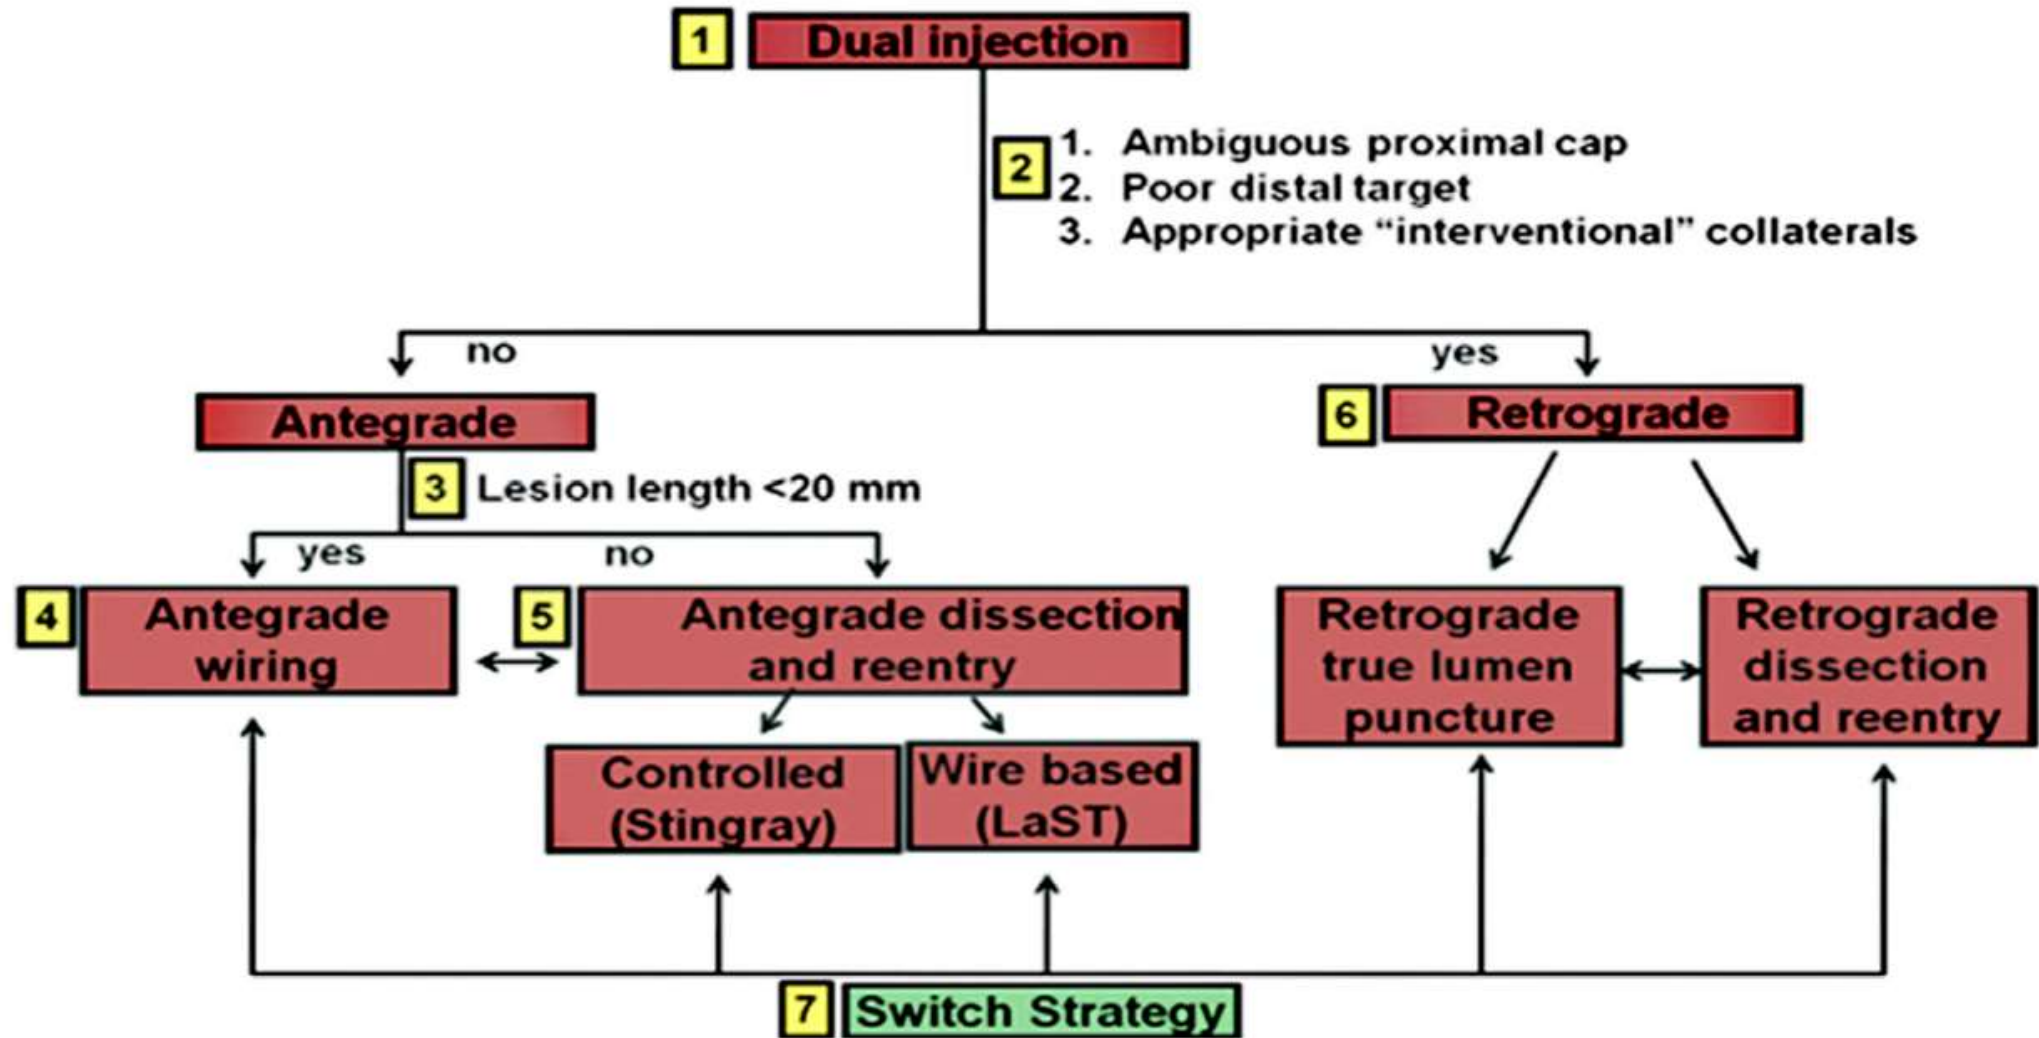 1 Dual injection
2
1. Ambiguous proximal cap
2. Poor distal target
3. Appropriate “interventional” collaterals
no
yes
Antegrade
6 Retrograde
3 Lesion length <20 mm
yes
no
4 Antegrade
wiring
5 Antegrade dissection
and reentry
Controlled
(Stingray)
Wire based
(LaST)
Retrograde
true lumen
puncture
Retrograde
dissection
and reentry
7 Switch Strategy